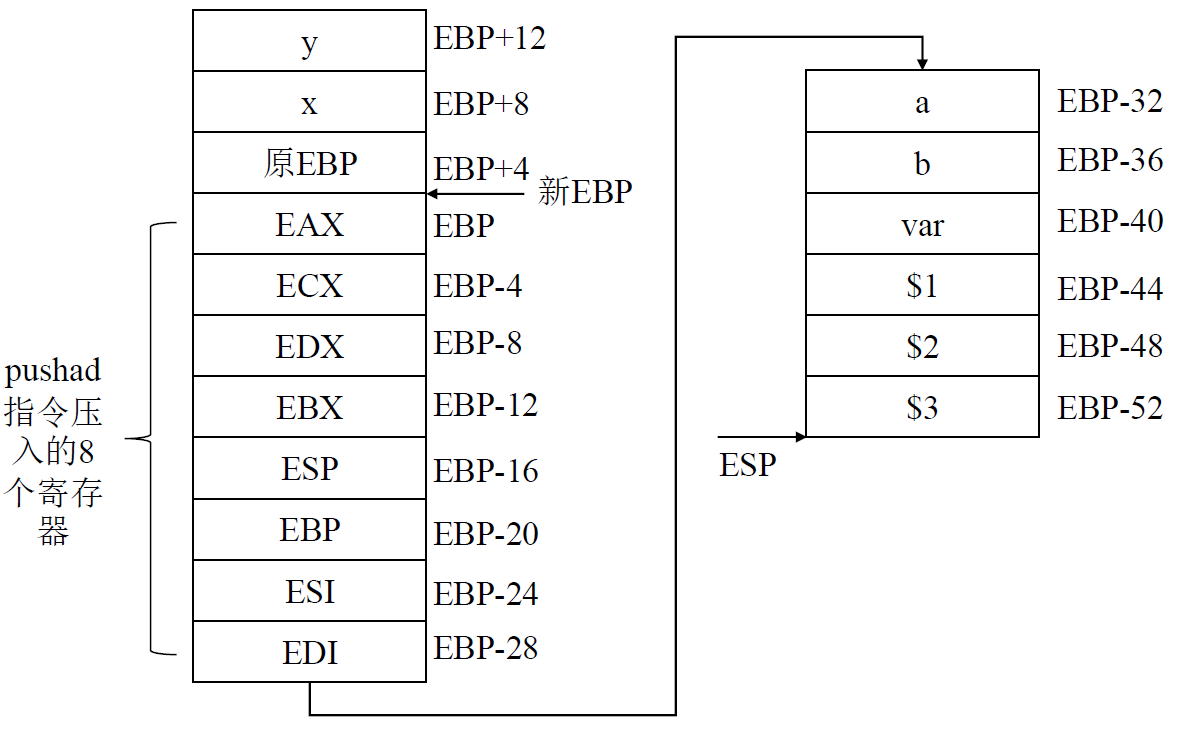 y EBP+12
x EBP+8
原EBP EBP+4
新EBP
EAX EBP
ECX EBP-4
EDX EBP-8
EBX EBP-12
ESP EBP-16
EBP EBP-20
ESI EBP-24
EDI EBP-28
pushad
指令压
入的8
个寄存
器
a EBP-32
b EBP-36
var EBP-40
$1 EBP-44
$2 EBP-48
$3 EBP-52
ESP